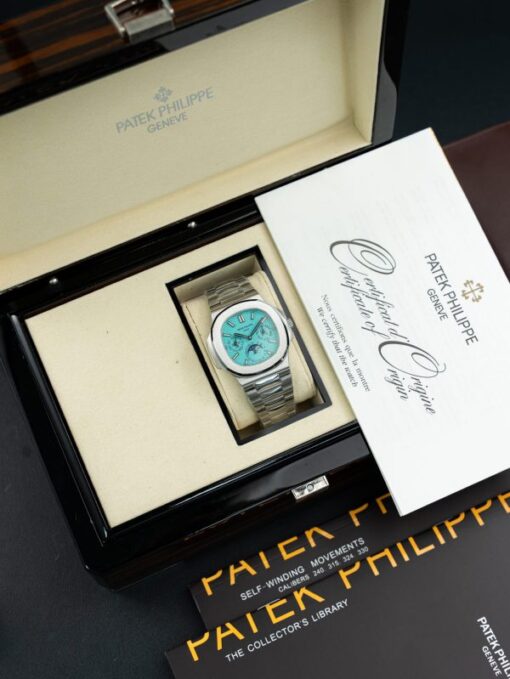 PATEK PHILIPPE
GENEVE
PATEK PHILIPPE
GENEVE
Certificat d'Origine
Certificate of Origin
Nous certifions que la montre
We certify that the watch
PATEK PHILIPPE
SELF-WINDING MOVEMENTS
CALIBERS 240 315 324 330
PATEK PHILIPPE
THE COLLECTOR'S LIBRARY
PATEK PHILIPPE
GENEVE